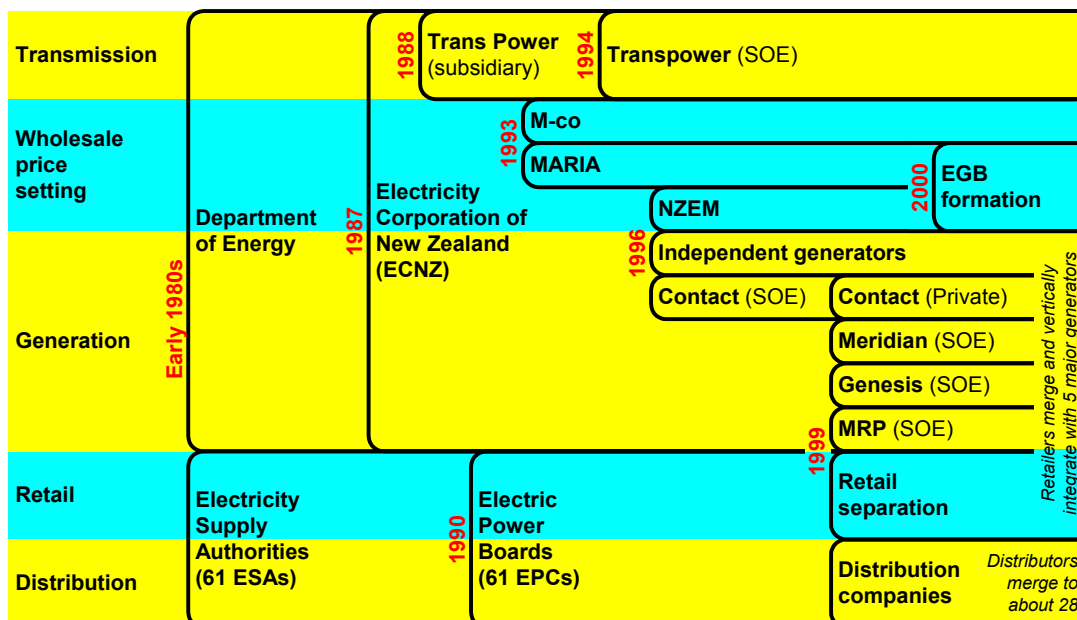 Transmission
Wholesale
price
setting
Generation
Retail
Distribution
Early 1980s
Department
of Energy
Electricity
Supply
Authorities
(61 ESAs)
1987
Electricity
Corporation of
New Zealand
(ECNZ)
1988
Trans Power
(subsidiary)
1990
Electric
Power
Boards
(61 EPCs)
1993
M-co
MARIA
1994
Transpower (SOE)
1996
NZEM
Independent generators
Contact (SOE)
1999
Contact (Private)
Meridian (SOE)
Genesis (SOE)
MRP (SOE)
Retail
separation
Distribution
companies
2000
EGB
formation
Retailers merge and vertically
integrate with 5 major generators
Distributors
merge to
about 28